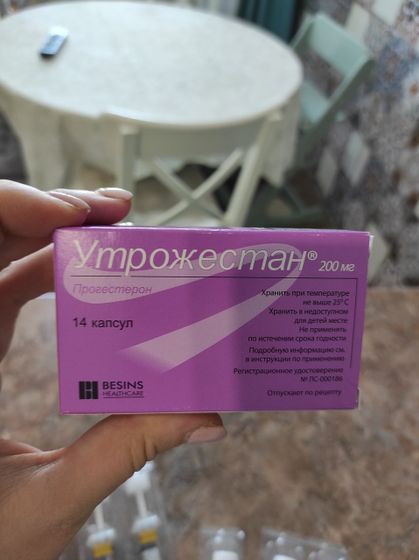 Утрожестан® 200 мг
Прогестерон
14 капсул
Хранить при температуре
не выше 25° С
Хранить в недоступном
для детей месте
Не применять
по истечении срока годности
Подробную информацию см.
в инструкции по применению
Регистрационное удостоверение
№ ЛС-000186
Отпускают по рецепту
BESINS
HEALTHCARE